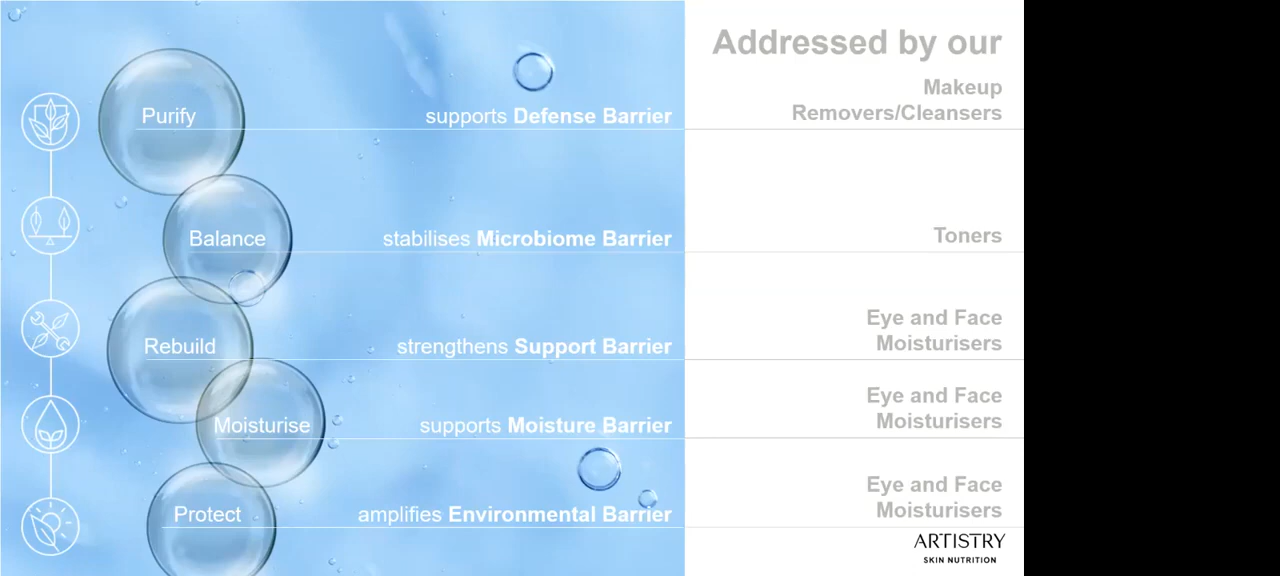 Addressed by our
Purify
supports Defense Barrier
Makeup
Removers/Cleansers
Balance
stabilises Microbiome Barrier
Toners
Rebuild
strengthens Support Barrier
Eye and Face
Moisturisers
Moisturise
supports Moisture Barrier
Eye and Face
Moisturisers
Protect
amplifies Environmental Barrier
Eye and Face
Moisturisers
ARTISTRY
SKIN NUTRITION